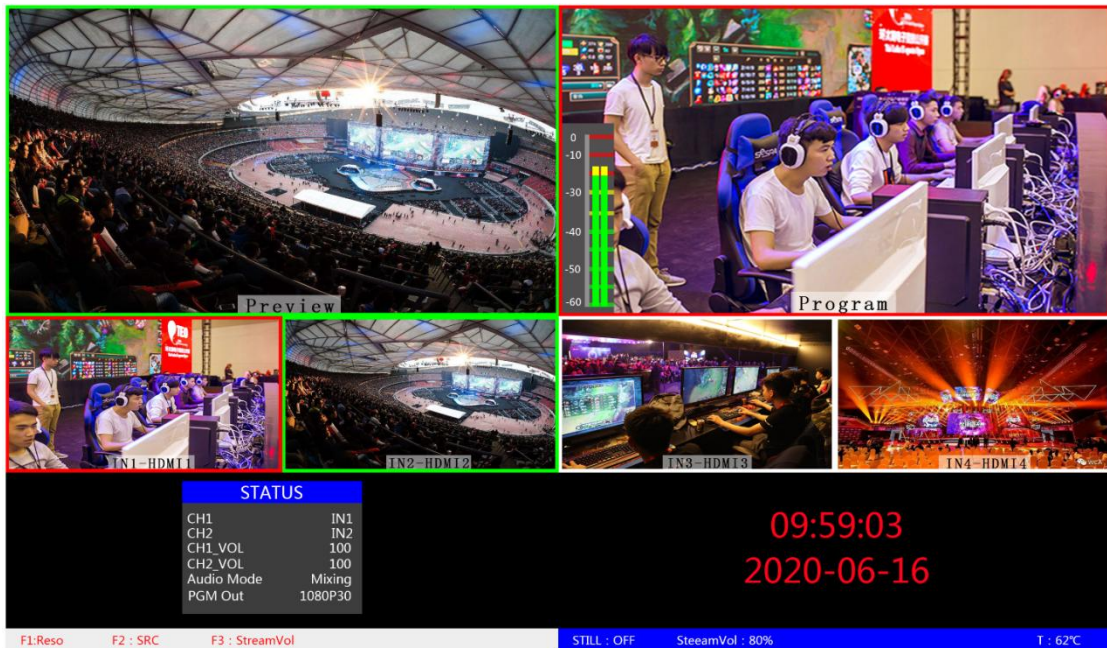 0
-10
-30
-40
-50
-60
Preview
Program
TEO
IN1-HDMI1
IN2-HDMI2
IN3-HDMI3
IN4-HDMI4
STATUS
CH1 IN1
CH2 IN2
CH1_VOL 100
CH2_VOL 100
Audio Mode Mixing
PGM Out 1080P30
09:59:03
2020-06-16
F1:Reso F2 : SRC F3 : StreamVol
STILL : OFF SteeamVol : 80% T : 62℃